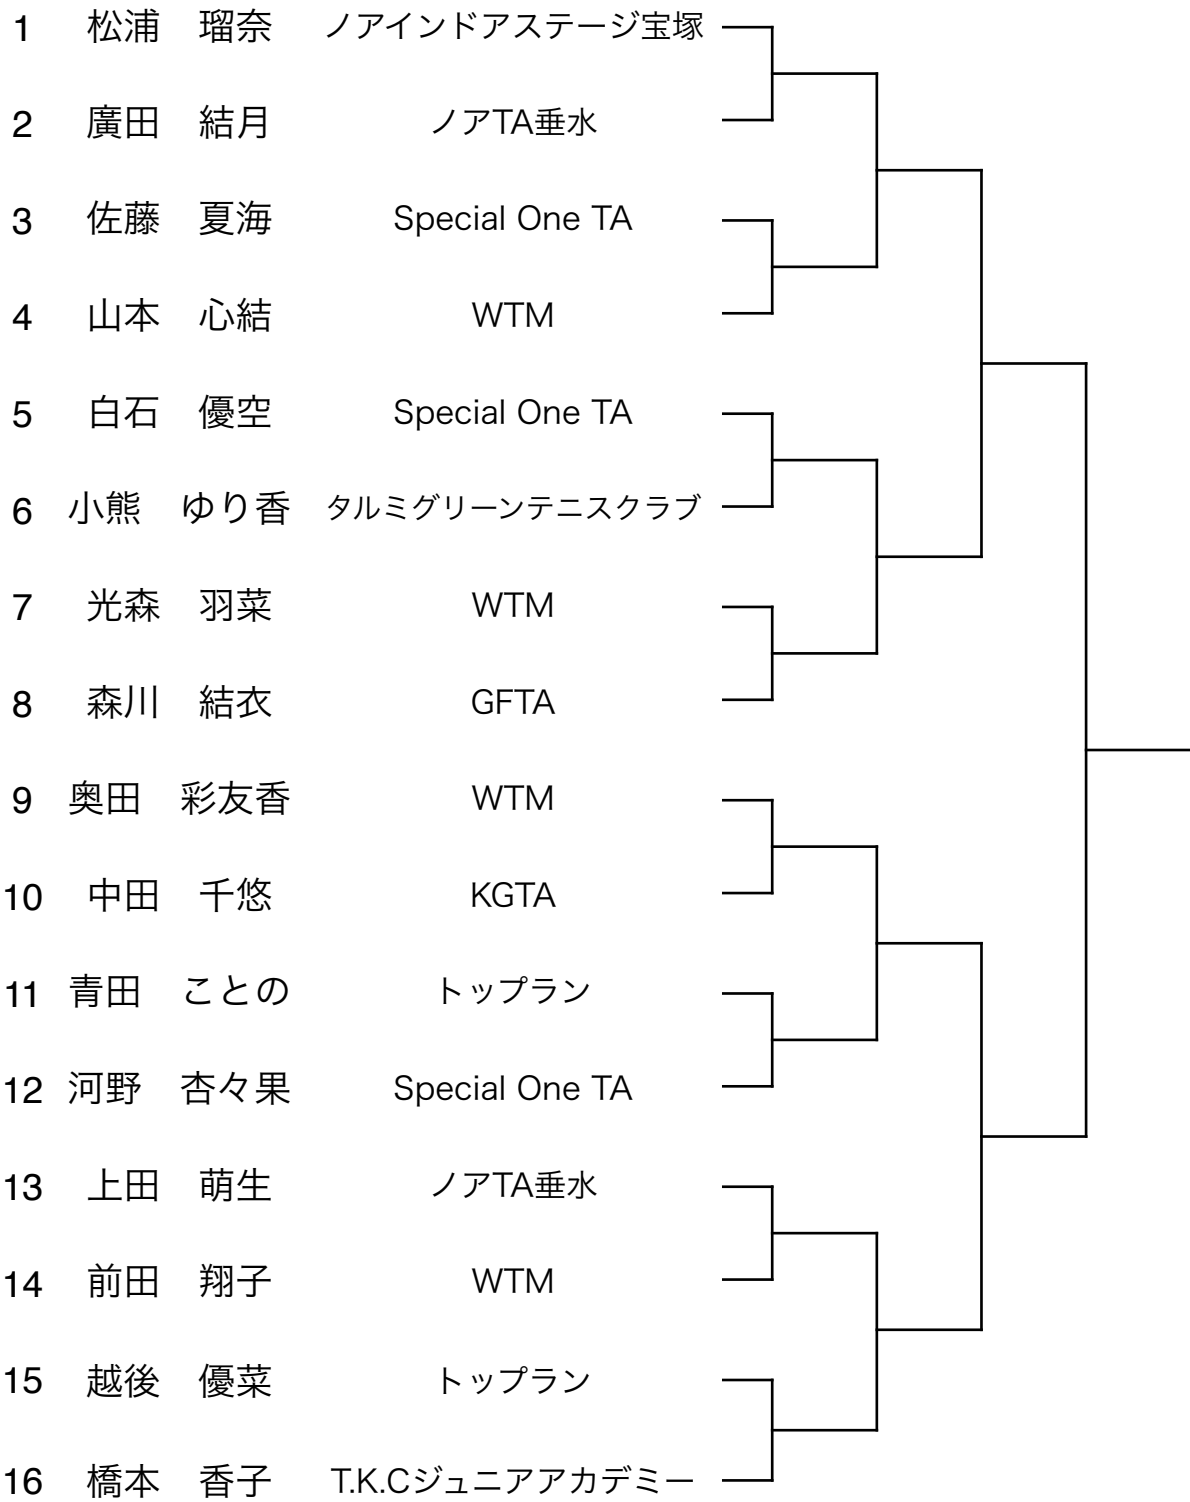 1 松浦　瑠奈 ノアインドアステージ宝塚
2 廣田　結月 ノアTA垂水
3 佐藤　夏海 Special One TA
4 山本　心結 WTM
5 白石　優空 Special One TA
6 小熊　ゆり香 タルミグリーンテニスクラブ
7 光森　羽菜 WTM
8 森川　結衣 GFTA
9 奥田　彩友香 WTM
10 中田　千悠 KGTA
11 青田　ことの トップラン
12 河野　杏々果 Special One TA
13 上田　萌生 ノアTA垂水
14 前田　翔子 WTM
15 越後　優菜 トップラン
16 橋本　香子 T.K.Cジュニアアカデミー